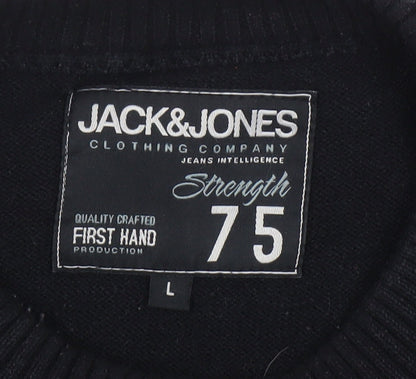 JACK&JONES
CLOTHING COMPANY
JEANS INTELLIGENCE
Strength
75
QUALITY CRAFTED
FIRST HAND
PRODUCTION
L